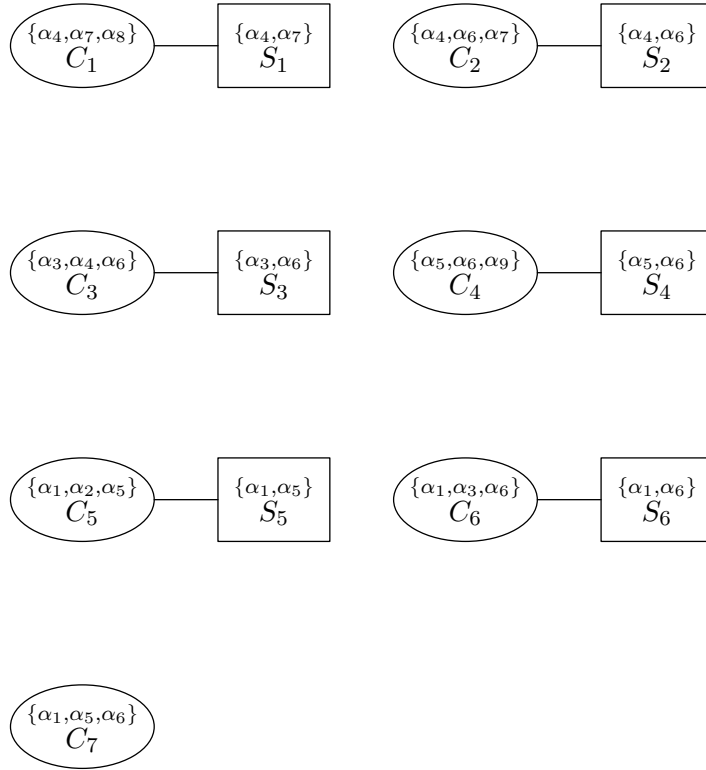 {α₄,α₇,α₈}
C₁
{α₄,α₇}
S₁
{α₄,α₆,α₇}
C₂
{α₄,α₆}
S₂
{α₃,α₄,α₆}
C₃
{α₃,α₆}
S₃
{α₅,α₆,α₉}
C₄
{α₅,α₆}
S₄
{α₁,α₂,α₅}
C₅
{α₁,α₅}
S₅
{α₁,α₃,α₆}
C₆
{α₁,α₆}
S₆
{α₁,α₅,α₆}
C₇